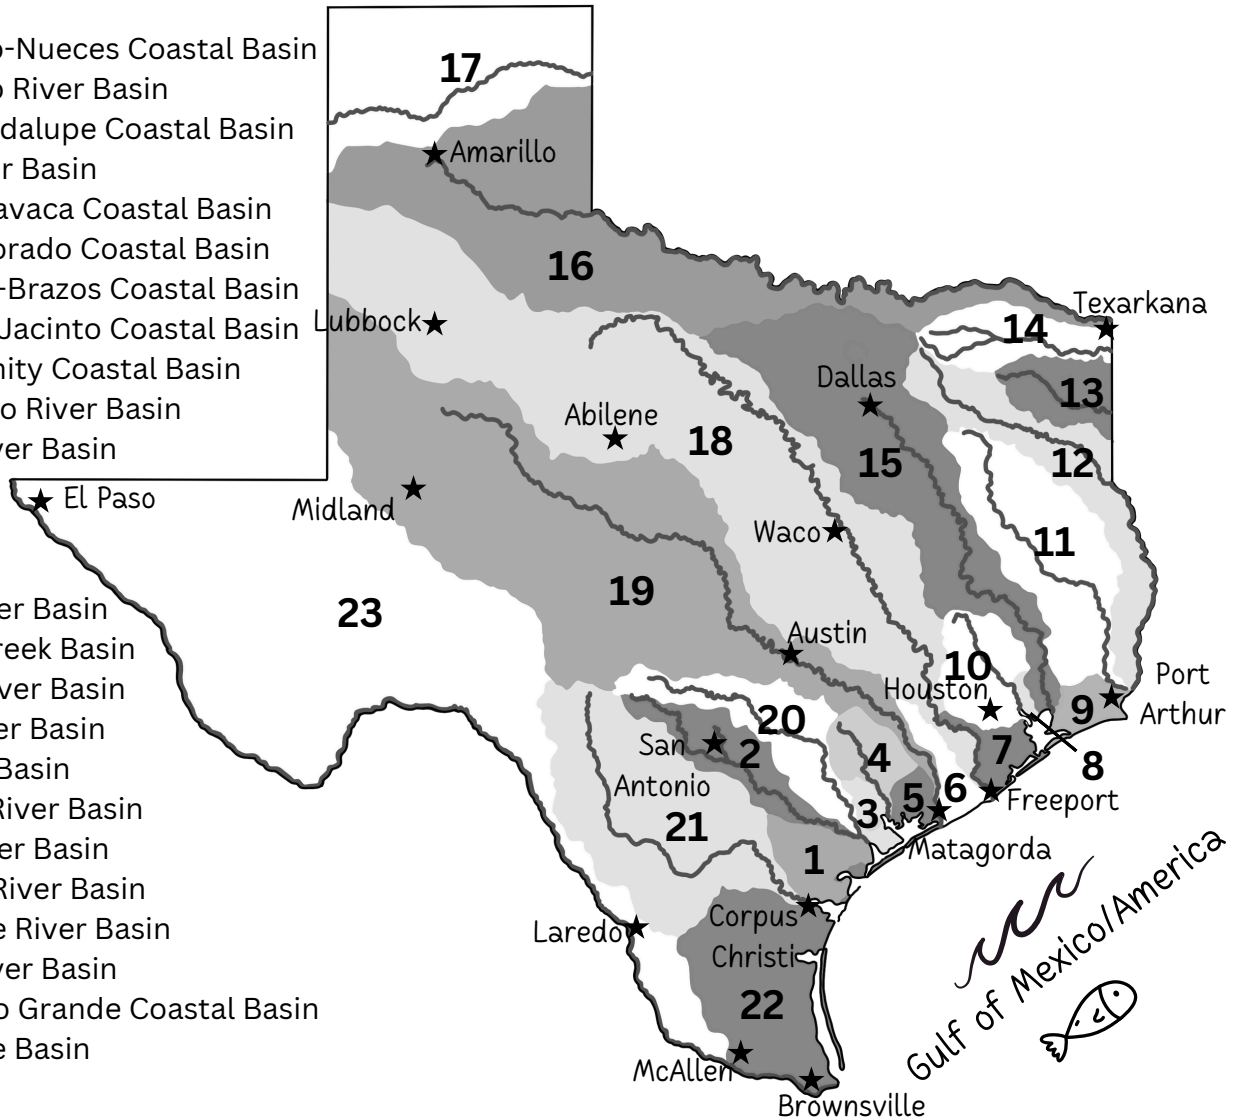 o-Nueces Coastal Basin
o River Basin
dalupe Coastal Basin
r Basin
avaca Coastal Basin
orado Coastal Basin
-Brazos Coastal Basin
Jacinto Coastal Basin
nity Coastal Basin
o River Basin
ver Basin
er Basin
reek Basin
ver Basin
er Basin
Basin
River Basin
er Basin
River Basin
e River Basin
ver Basin
o Grande Coastal Basin
e Basin
17
Amarillo
16
Texarkana
Lubbock
14
Dallas
13
Abilene
18
15
12
El Paso
Midland
Waco
11
19
23
Austin
10
Houston
Port
Arthur
9
20
San
Antonio
2
4
7
8
6
5
Freeport
3
21
Matagorda
1
Corpus
Christi
Laredo
22
McAllen
Brownsville
Gulf of Mexico/America